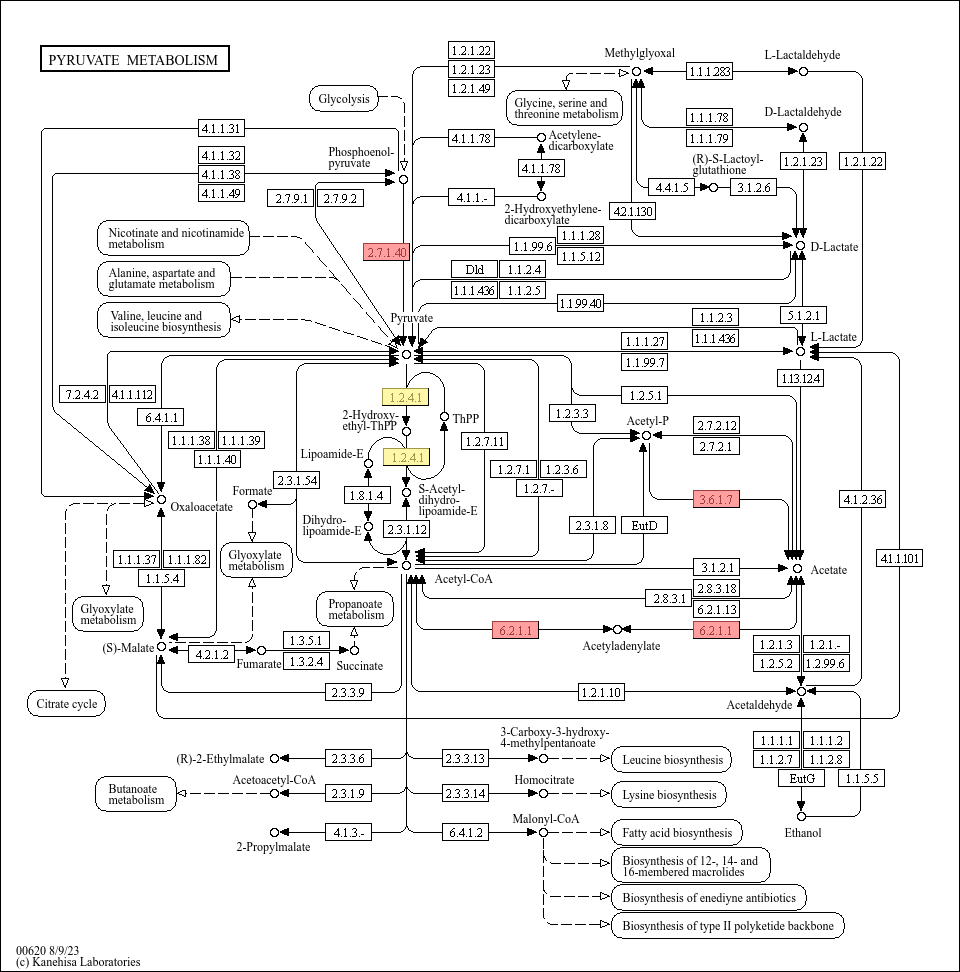 PYRUVATE METABOLISM
1.2.1.22
1.2.1.23
1.2.1.49
Methylglyoxal
1.1.1.283
L-Lactaldehyde
Glycolysis
Glycine, serine and
threonine metabolism
D-Lactaldehyde
1.1.1.78
1.1.1.79
4.1.1.31
4.1.1.32
4.1.1.38
4.1.1.49
Phosphoenol-
pyruvate
4.1.1.78
Acetylene-
dicarboxylate
4.1.1.78
(R)-S-Lactoyl-
glutathione
1.2.1.23
1.2.1.22
4.4.1.5
3.1.2.6
2.7.9.1
2.7.9.2
4.1.1.-
2-Hydroxyethylene-
dicarboxylate
4.2.1.130
Nicotinate and nicotinamide
metabolism
2.7.1.40
1.1.99.6
1.1.1.28
1.1.5.12
D-Lactate
Alanine, aspartate and
glutamate metabolism
Dld
1.1.2.4
1.1.1.436
1.1.2.5
1.1.99.40
Valine, leucine and
isoleucine biosynthesis
Pyruvate
1.1.2.3
1.1.1.436
5.1.2.1
L-Lactate
1.1.1.27
1.1.99.7
1.13.12.4
7.2.4.2
4.1.1.112
6.4.1.1
1.2.4.1
1.2.5.1
2-Hydroxy-
ethyl-ThPP
ThPP
1.2.3.3
Acetyl-P
2.7.2.12
2.7.2.1
1.1.1.38
1.1.1.39
1.1.1.40
Lipoamide-E
1.2.4.1
1.2.7.11
1.2.7.1
1.2.3.6
1.2.7.-
2.3.1.54
Formate
1.8.1.4
S-Acetyl-
dihydro-
lipoamide-E
3.6.1.7
1.2.1.36
Oxaloacetate
Dihydro-
lipoamide-E
2.3.1.12
2.3.1.8
EutD
1.1.1.37
1.1.1.82
1.1.5.4
Glyoxylate
metabolism
4.1.1.101
Acetyl-CoA
3.1.2.1
Acetate
Glyoxylate
metabolism
Propanoate
metabolism
2.8.3.1
2.8.3.18
6.2.1.13
6.2.1.1
Acetyladenylate
6.2.1.1
(S)-Malate
4.2.1.2
Fumarate
1.3.5.1
1.3.2.4
Succinate
1.2.1.3
1.2.1.-
1.2.5.2
1.2.99.6
2.3.3.9
1.2.1.10
Acetaldehyde
Citrate cycle
3-Carboxy-3-hydroxy-
4-methylpentanoate
1.1.1.1
1.1.1.2
1.1.2.7
1.1.2.8
EutG
1.1.5.5
(R)-2-Ethylmalate
2.3.3.6
2.3.3.13
Leucine biosynthesis
Butanoate
metabolism
Acetoacetyl-CoA
2.3.1.9
2.3.3.14
Homocitrate
Lysine biosynthesis
2-Propylmalate
4.1.3.-
6.4.1.2
Malonyl-CoA
Fatty acid biosynthesis
Ethanol
Biosynthesis of 12-, 14- and
16-membered macrolides
Biosynthesis of enediyne antibiotics
Biosynthesis of type II polyketide backbone
00620 8/9/23
(c) Kanehisa Laboratories